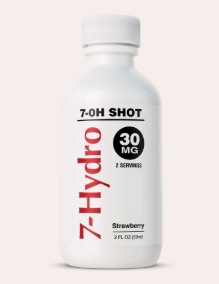 7-OH SHOT
7-Hydro
30
MG
2 SERVINGS
Strawberry
2 FL OZ (59ml)